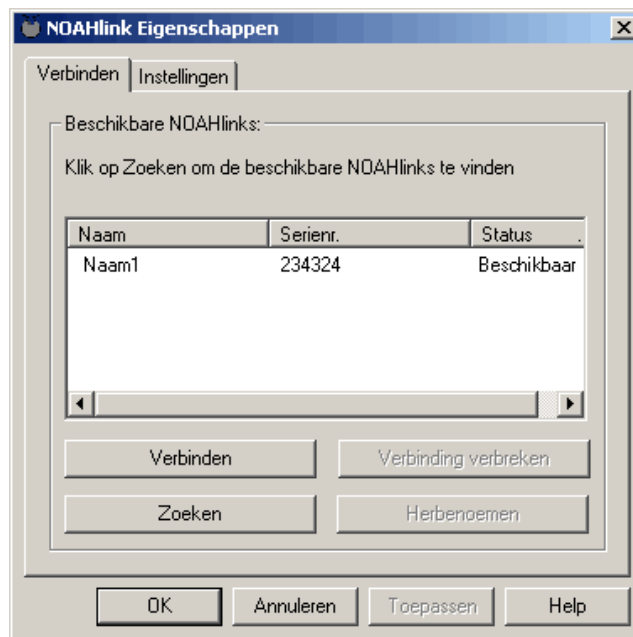 NOAHlink Eigenschappen
Verbinden Instellingen
Beschikbare NOAHlinks:
Klik op Zoeken om de beschikbare NOAHlinks te vinden
Naam Serienr. Status .
Naam1 234324 Beschikbaar
Verbinden Verbinding verbreken
Zoeken Herbenoemen
OK Annuleren Toepassen Help